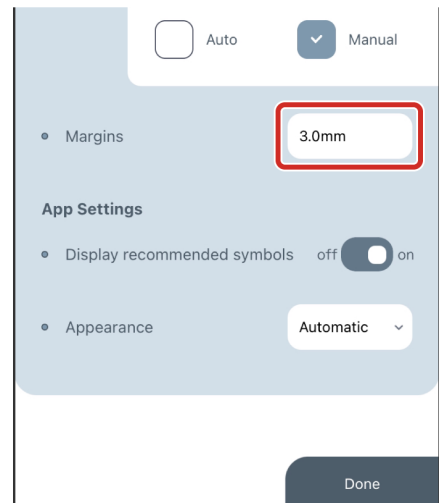 Auto Manual
Margins 3.0mm
App Settings
Display recommended symbols off on
Appearance Automatic
Done